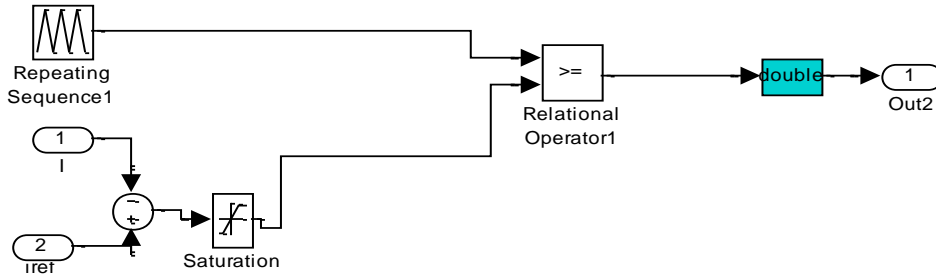 Repeating
Sequence1
>=
Relational
Operator1
double
1
Out2
1
I
−
+
2
Iref
Saturation